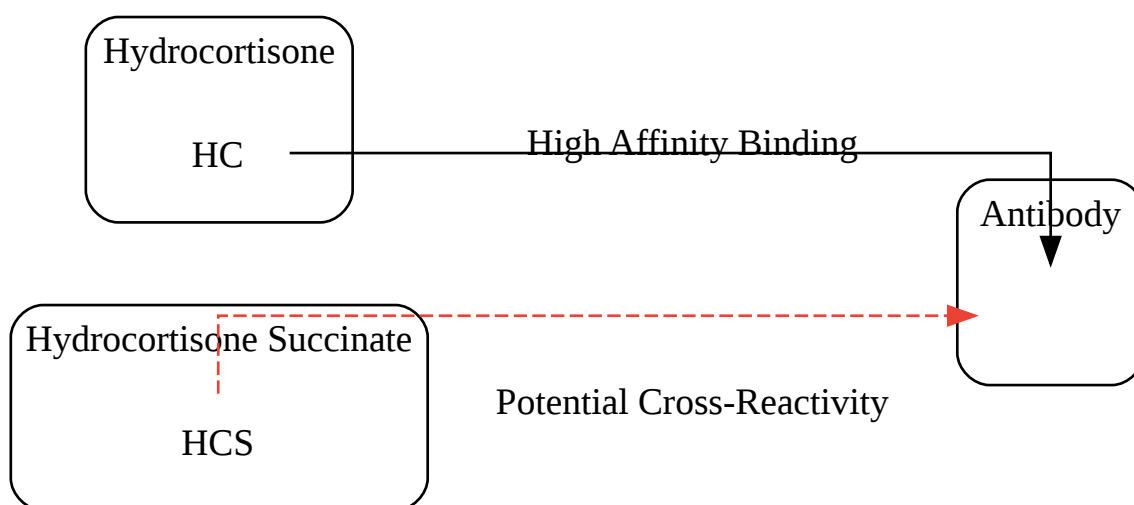 Hydrocortisone
HC
High Affinity Binding
Antibody
Hydrocortisone Succinate
HCS
Potential Cross-Reactivity